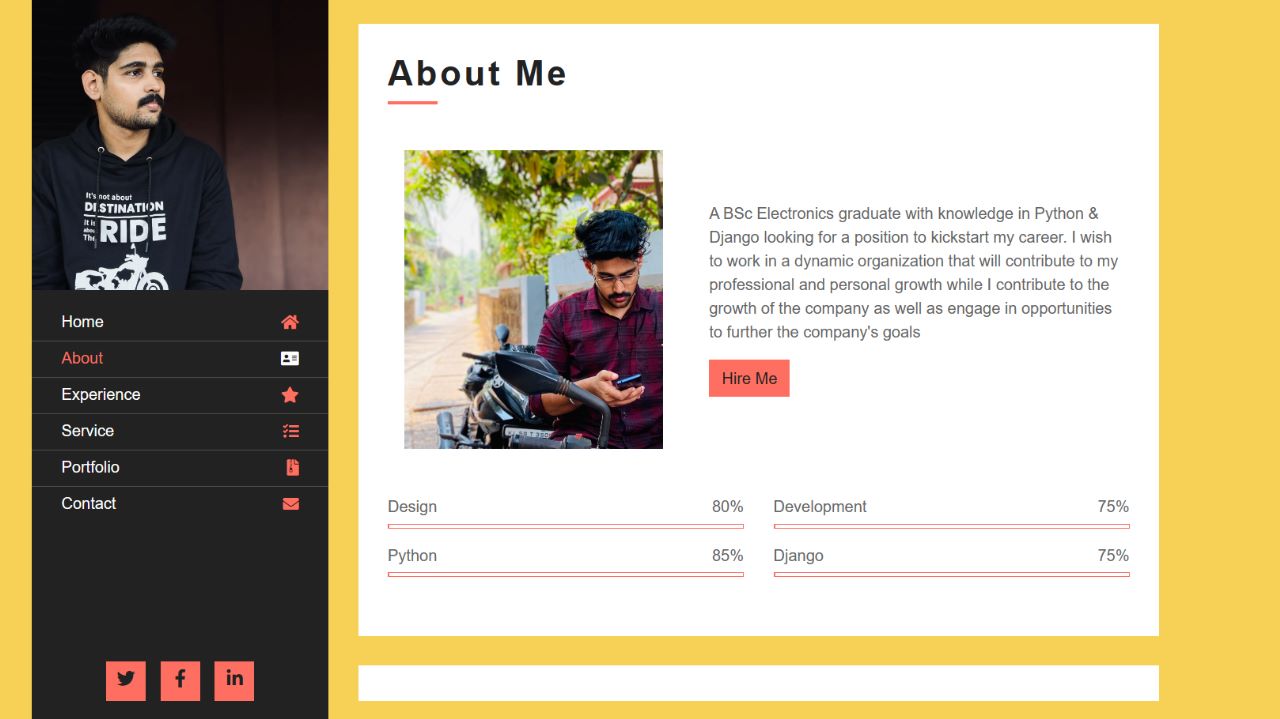 It's not about
DESTINATION
RIDE
Home
About
Experience
Service
Portfolio
Contact
About Me
A BSc Electronics graduate with knowledge in Python &
Django looking for a position to kickstart my career. I wish
to work in a dynamic organization that will contribute to my
professional and personal growth while I contribute to the
growth of the company as well as engage in opportunities
to further the company's goals
Hire Me
Design 80%
Development 75%
Python 85%
Django 75%